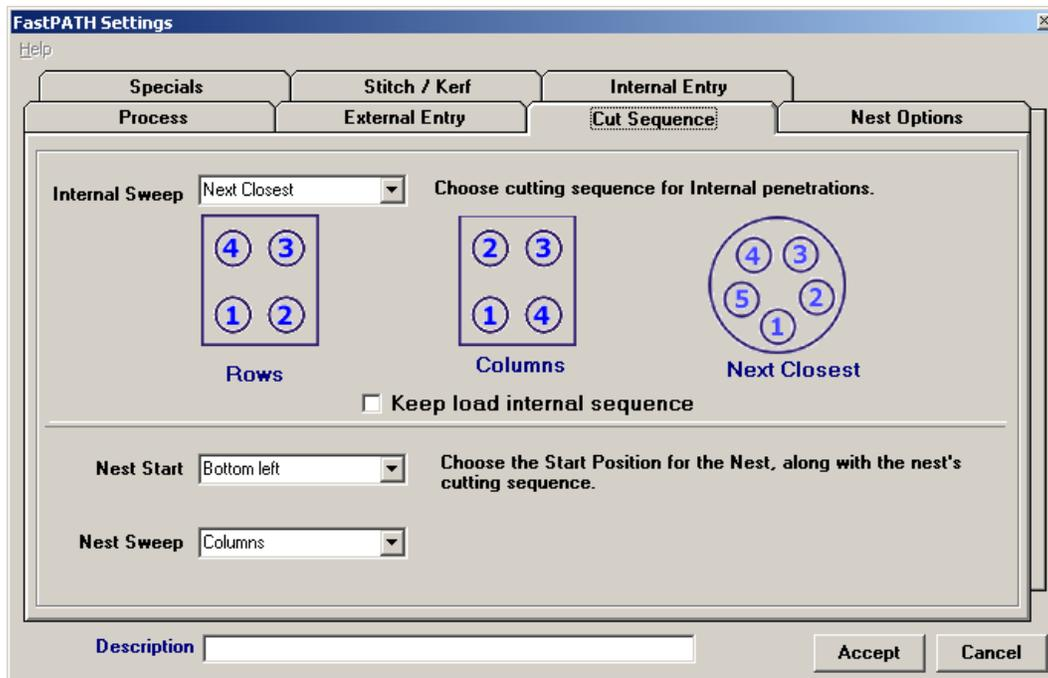 FastPATH Settings
Help
Specials
Stitch / Kerf
Internal Entry
Process
External Entry
Cut Sequence
Nest Options
Internal Sweep
Next Closest
Choose cutting sequence for Internal penetrations.
4 3
1 2
Rows
2 3
1 4
Columns
4 3
5 2
1
Next Closest
Keep load internal sequence
Nest Start
Bottom left
Choose the Start Position for the Nest, along with the nest's
cutting sequence.
Nest Sweep
Columns
Description
Accept
Cancel